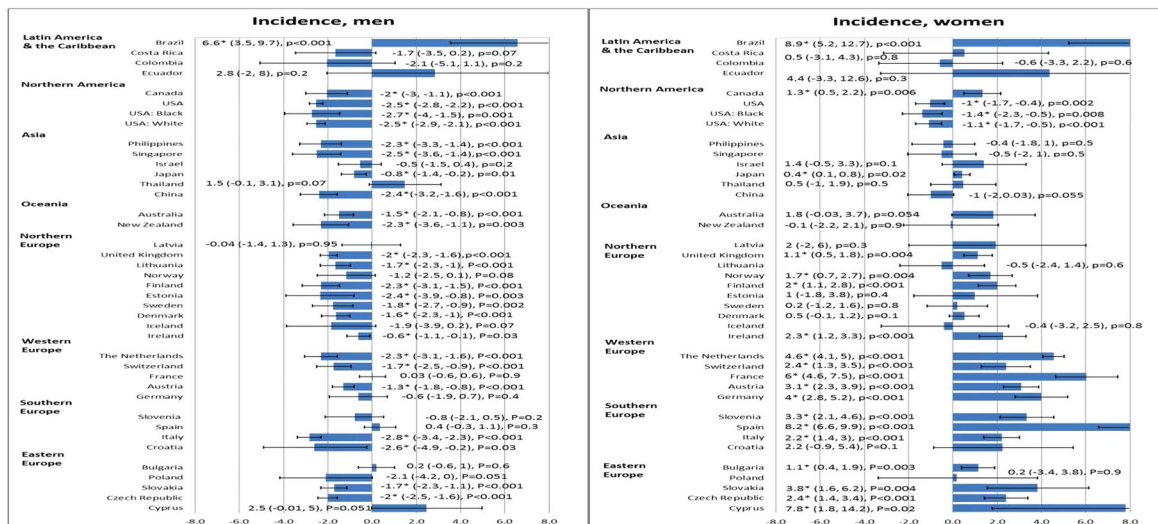 Incidence, men
Latin America
& the Caribbean
Brazil 6.6* (3.5, 9.7), p<0.001
Costa Rica -1.7 (-3.5, 0.2) p=0.07
Colombia -2.1 (-5.1, 1.1) p=0.2
Ecuador 2.8 (-2, 8) p=0.2
Northern America
Canada -2* (-3, -1.1), p<0.001
USA -2.5* (-2.8, -2.2) p<0.001
USA: Black -2.7* (-4, -1.5) p=0.001
USA: White -2.5* (-2.9, -2.1) p<0.001
Asia
Philippines -2.3* (-3.3, -1.4) p<0.001
Singapore -2.5* (-3.6, -1.4) p<0.001
Israel -0.5 (-1.5, 0.4) p=0.2
Japan -0.8* (-1.4, -0.2) p=0.01
Thailand 1.5 (-0.1, 3.1) p=0.07
China -2.4* (-3.2,-1.6) p<0.001
Oceania
Australia -1.5* (-2.1, -0.8) p<0.001
New Zealand -2.3* (-3.6, -1.1) p=0.003
Northern
Europe
Latvia -0.04 (-1.4, 1.3) p=0.95
United Kingdom -2* (-2.3, -1.6) p<0.001
Lithuania -1.7* (-2.3, -1) P<0.001
Norway -1.2 (-2.5, 0.1) P=0.08
Finland -2.3* (-3.1, -1.5) P<0.001
Estonia -2.4* (-3.9, -0.8) P=0.003
Sweden -1.8* (-2.7, -0.9) P=0.002
Denmark -1.6* (-2.3, -1) P<0.001
Iceland -1.9 (-3.9, 0.2) P=0.07
Ireland -0.6* (-1.1, -0.1) P=0.03
Western
Europe
The Netherlands -2.3* (-3.1, -1.6) P<0.001
Switzerland -1.7* (-2.5, -0.9) P<0.001
France 0.03 (-0.6, 0.6) P=0.9
Austria -1.3* (-1.8, -0.8) P<0.001
Germany -0.6 (-1.9, 0.7) P=0.4
Southern
Europe
Slovenia -0.8 (-2.1, 0.5) P=0.2
Spain 0.4 (-0.3, 1.1) P=0.3
Italy -2.8* (-3.4, -2.3) P<0.001
Croatia -2.6* (-4.9, -0.2) P=0.03
Eastern
Europe
Bulgaria 0.2 (-0.6, 1) P=0.6
Poland -2.1 (-4.2, 0) P=0.051
Slovakia -1.7* (-2.3, -1.1) P<0.001
Czech Republic -2* (-2.5, -1.6) P<0.001
Cyprus 2.5 (-0.01, 5) P=0.051
-8.0 -6.0 -4.0 -2.0 0.0 2.0 4.0 6.0 8.0
Incidence, women
Latin America
& the Caribbean
Brazil 8.9* (5.2, 12.7), p<0.001
Costa Rica 0.5 (-3.1, 4.3) p=0.8
Colombia -0.6 (-3.3, 2.2) p=0.6
Ecuador 4.4 (-3.3, 12.6) p=0.3
Northern America
Canada 1.3* (0.5, 2.2) p=0.006
USA -1* (-1.7, -0.4) p=0.002
USA: Black -1.4* (-2.3, -0.5) p=0.008
USA: White -1.1* (-1.7, -0.5) p<0.001
Asia
Philippines -0.4 (-1.8, 1) p=0.5
Singapore -0.5 (-2, 1) p=0.5
Israel 1.4 (-0.5, 3.3) p=0.1
Japan 0.4* (0.1, 0.8) p=0.02
Thailand 0.5 (-1, 1.9) p=0.5
China -1 (-2,0.03) p=0.055
Oceania
Australia 1.8 (-0.03, 3.7) p=0.054
New Zealand -0.1 (-2.2, 2.1) p=0.9
Northern
Europe
Latvia 2 (-2, 6) p=0.3
United Kingdom 1.1* (0.5, 1.8) p=0.004
Lithuania -0.5 (-2.4, 1.4) p=0.6
Norway 1.7* (0.7, 2.7) p=0.004
Finland 2* (1.1, 2.8) p<0.001
Estonia 1 (-1.8, 3.8) p=0.4
Sweden 0.2 (-1.2, 1.6) p=0.8
Denmark 0.5 (-0.1, 1.2) p=0.1
Iceland -0.4 (-3.2, 2.5) p=0.8
Ireland 2.3* (1.2, 3.3) p<0.001
Western
Europe
The Netherlands 4.6* (4.1, 5) p<0.001
Switzerland 2.4* (1.3, 3.5) p<0.001
France 6* (4.6, 7.5) p<0.001
Austria 3.1* (2.3, 3.9) p<0.001
Germany 4* (2.8, 5.2) p<0.001
Southern
Europe
Slovenia 3.3* (2.1, 4.6) p<0.001
Spain 8.2* (6.6, 9.9) p<0.001
Italy 2.2* (1.4, 3) p<0.001
Croatia 2.2 (-0.9, 5.4) P=0.1
Eastern Europe
Bulgaria 1.1* (0.4, 1.9) P=0.003
Poland 0.2 (-3.4, 3.8) P=0.9
Slovakia 3.8* (1.6, 6.2) P=0.004
Czech Republic 2.4* (1.4, 3.4) P<0.001
Cyprus 7.8* (1.8, 14.2) P=0.02
-8.0 -6.0 -4.0 -2.0 0.0 2.0 4.0 6.0 8.0